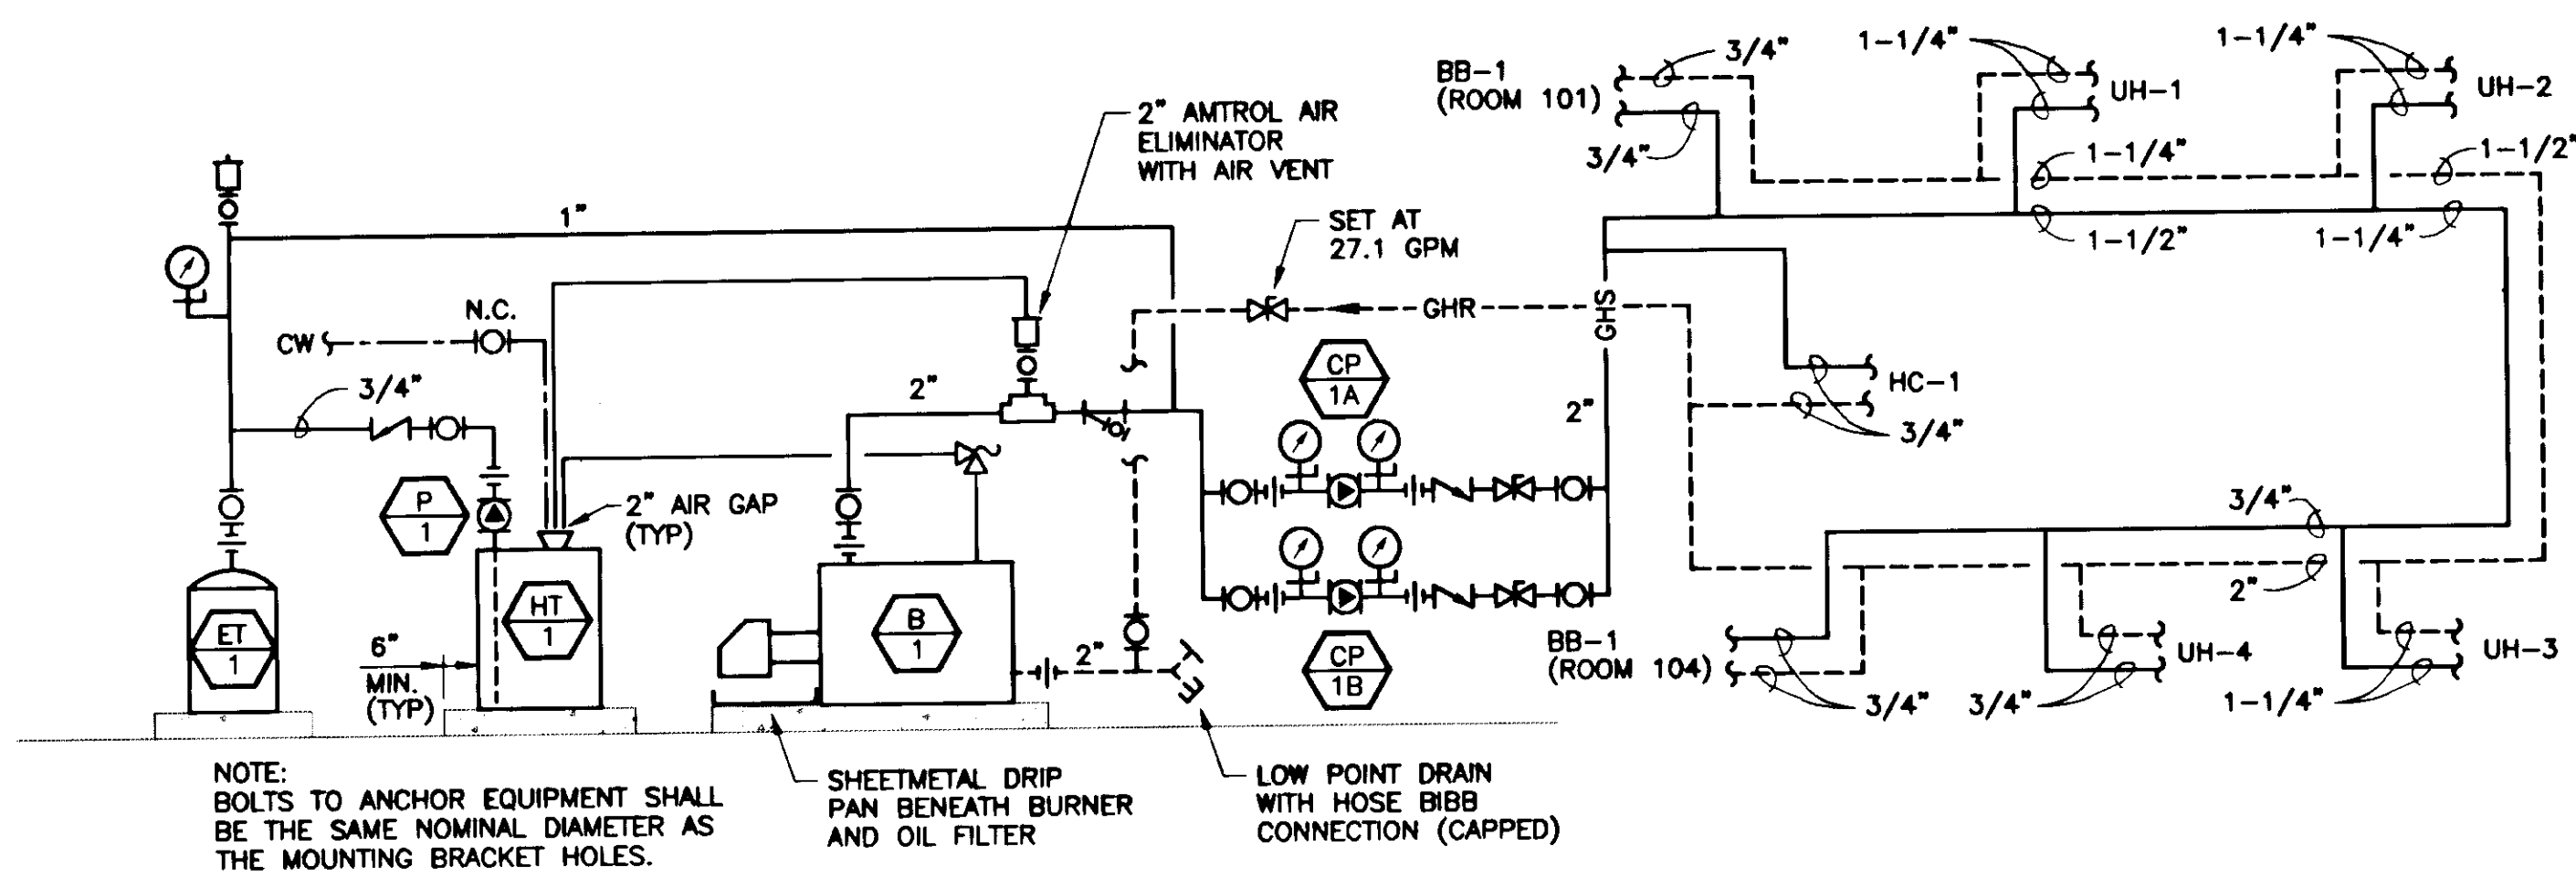 BB-1
(ROOM 101)
3/4"
3/4"
1-1/4"
UH-1
1-1/4"
UH-2
1-1/4"
1-1/2"
1-1/2"
1-1/4"
2" AMTROL AIR
ELIMINATOR
WITH AIR VENT
1"
SET AT
27.1 GPM
N.C.
CW
GHR
GHS
3/4"
2"
CP
1A
2"
HC-1
3/4"
P
1
2" AIR GAP
(TYP)
3/4"
2"
ET
1
HT
1
B
1
6"
MIN.
(TYP)
2"
CP
1B
BB-1
(ROOM 104)
3/4"
3/4"
UH-4
1-1/4"
UH-3
NOTE:
BOLTS TO ANCHOR EQUIPMENT SHALL
BE THE SAME NOMINAL DIAMETER AS
THE MOUNTING BRACKET HOLES.
SHEETMETAL DRIP
PAN BENEATH BURNER
AND OIL FILTER
LOW POINT DRAIN
WITH HOSE BIBB
CONNECTION (CAPPED)